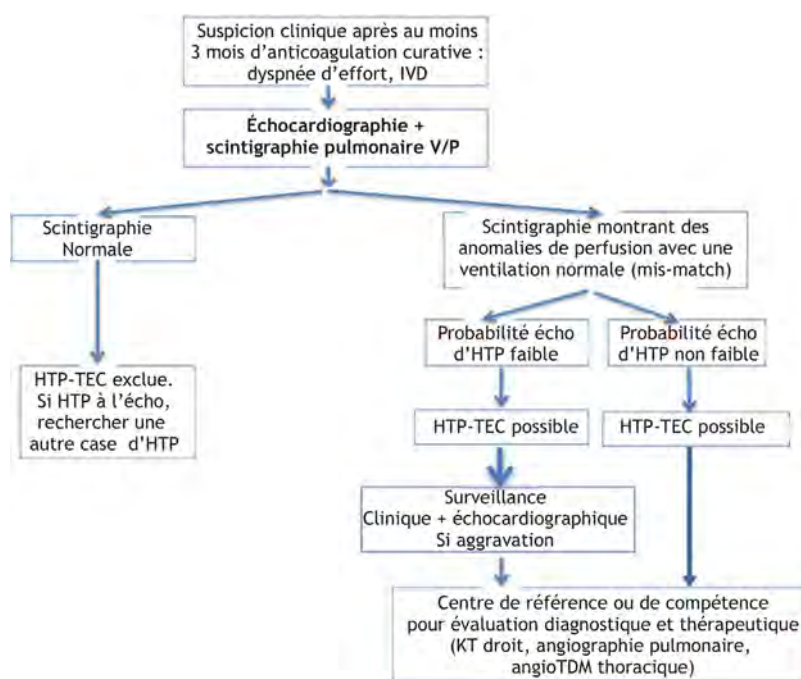 Suspicion clinique après au moins
3 mois d'anticoagulation curative :
dyspnée d'effort, IVD
Échocardiographie +
scintigraphie pulmonaire V/P
Scintigraphie
Normale
Scintigraphie montrant des
anomalies de perfusion avec une
ventilation normale (mis-match)
Probabilité écho
d'HTP faible
Probabilité écho
d'HTP non faible
HTP-TEC exclue.
Si HTP à l'écho,
rechercher une
autre case d'HTP
HTP-TEC possible
HTP-TEC possible
Surveillance
Clinique + échocardiographique
Si aggravation
Centre de référence ou de compétence
pour évaluation diagnostique et thérapeutique
(KT droit, angiographie pulmonaire,
angioTDM thoracique)